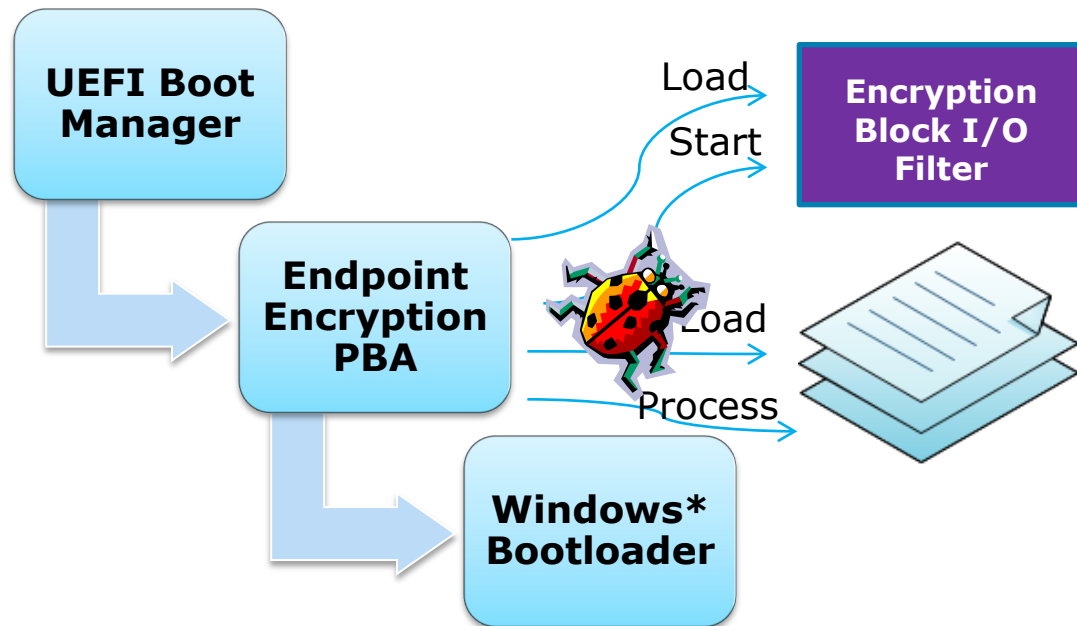 UEFI Boot
Manager
Load
Start
Encryption
Block I/O
Filter
Endpoint
Encryption
PBA
Load
Process
Windows*
Bootloader